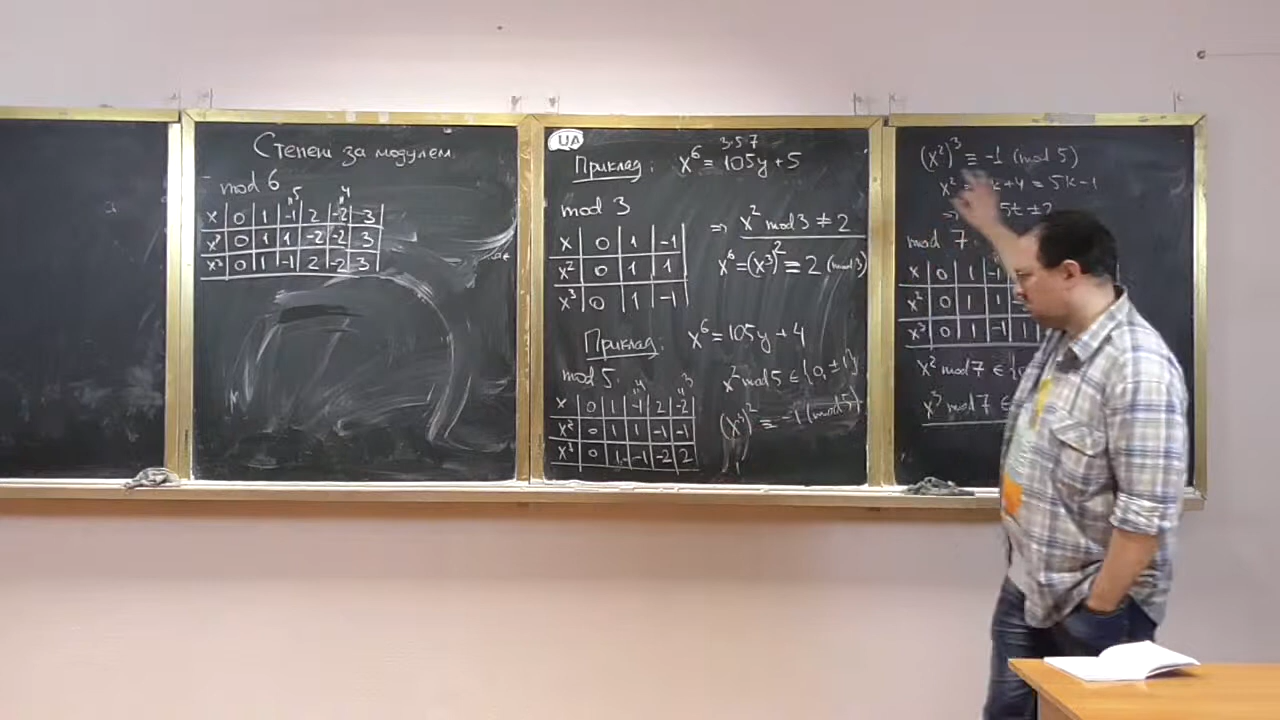 Степені за модулем
mod 6
5 4
x 0 1 -1 2 -2 3
x² 0 1 1 -2 -2 3
x³ 0 1 -1 2 -2 3
UA
3·5·7
Приклад: x⁶ = 105y + 5
mod 3
x 0 1 -1
x² 0 1 1
x³ 0 1 -1
⇒ x² mod 3 ≠ 2
x⁶ = (x³)² ≡ 2 (mod 3)
Приклад: x⁶ = 105y + 4
mod 5
4 3
x 0 1 -1 2 -2
x² 0 1 1 -1 -1
x³ 0 1 -1 -2 2
x² mod 5 ∈ {0, ±1}
(x³)² ≡ -1 (mod 5)
(x²)³ ≡ -1 (mod 5)
x² = k+4 = 5k-1
5t ± 2
mod 7
x 0 1
x² 0 1 1
x³ 0 1 -1 1
x² mod 7 ∈ {0
x³ mod 7 ∈